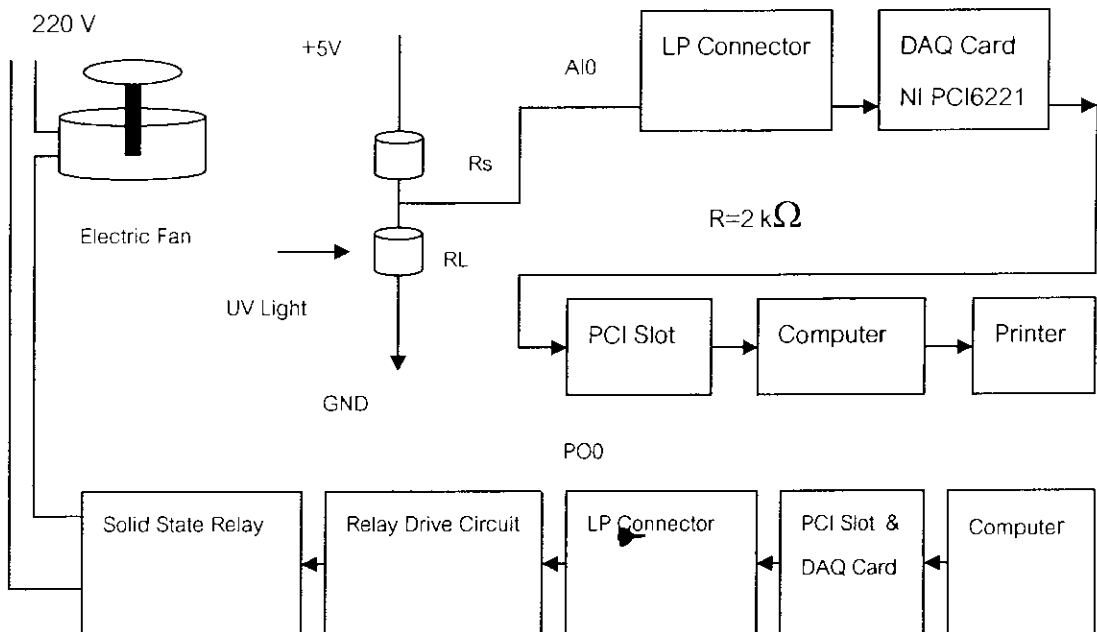 220 V
+5V
AI0
LP Connector
DAQ Card
NI PCI6221
Rs
R=2 kΩ
Electric Fan
RL
UV Light
PCI Slot
Computer
Printer
GND
PO0
Solid State Relay
Relay Drive Circuit
LP Connector
PCI Slot &
DAQ Card
Computer